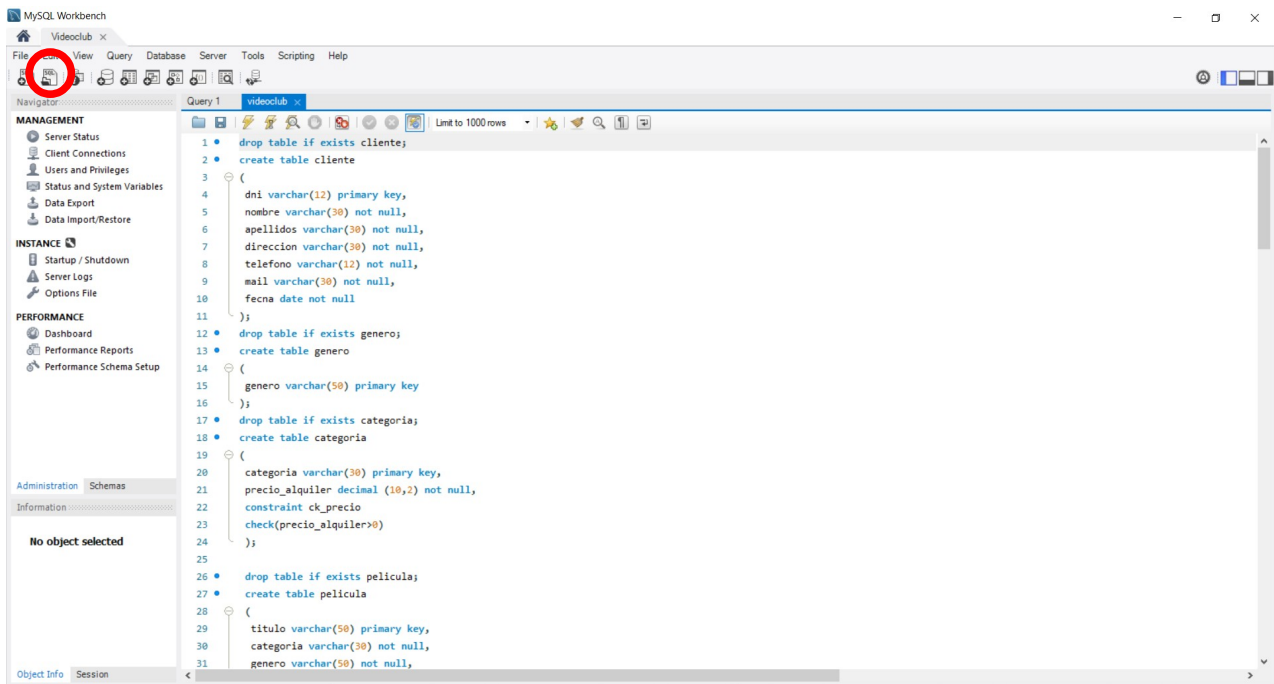 MySQL Workbench
Videoclub ×
File Edit View Query Database Server Tools Scripting Help
Navigator
MANAGEMENT
Server Status
Client Connections
Users and Privileges
Status and System Variables
Data Export
Data Import/Restore
INSTANCE
Startup / Shutdown
Server Logs
Options File
PERFORMANCE
Dashboard
Performance Reports
Performance Schema Setup
Administration Schemas
Information
No object selected
Object Info Session
Query 1 videoclub ×
Limit to 1000 rows
1 drop table if exists cliente;
2 create table cliente
3 (
4 dni varchar(12) primary key,
5 nombre varchar(30) not null,
6 apellidos varchar(30) not null,
7 direccion varchar(30) not null,
8 telefono varchar(12) not null,
9 mail varchar(30) not null,
10 fecna date not null
11 );
12 drop table if exists genero;
13 create table genero
14 (
15 genero varchar(50) primary key
16 );
17 drop table if exists categoria;
18 create table categoria
19 (
20 categoria varchar(30) primary key,
21 precio_alquiler decimal (10,2) not null,
22 constraint ck_precio
23 check(precio_alquiler>0)
24 );
25
26 drop table if exists pelicula;
27 create table pelicula
28 (
29 titulo varchar(50) primary key,
30 categoria varchar(30) not null,
31 genero varchar(50) not null,